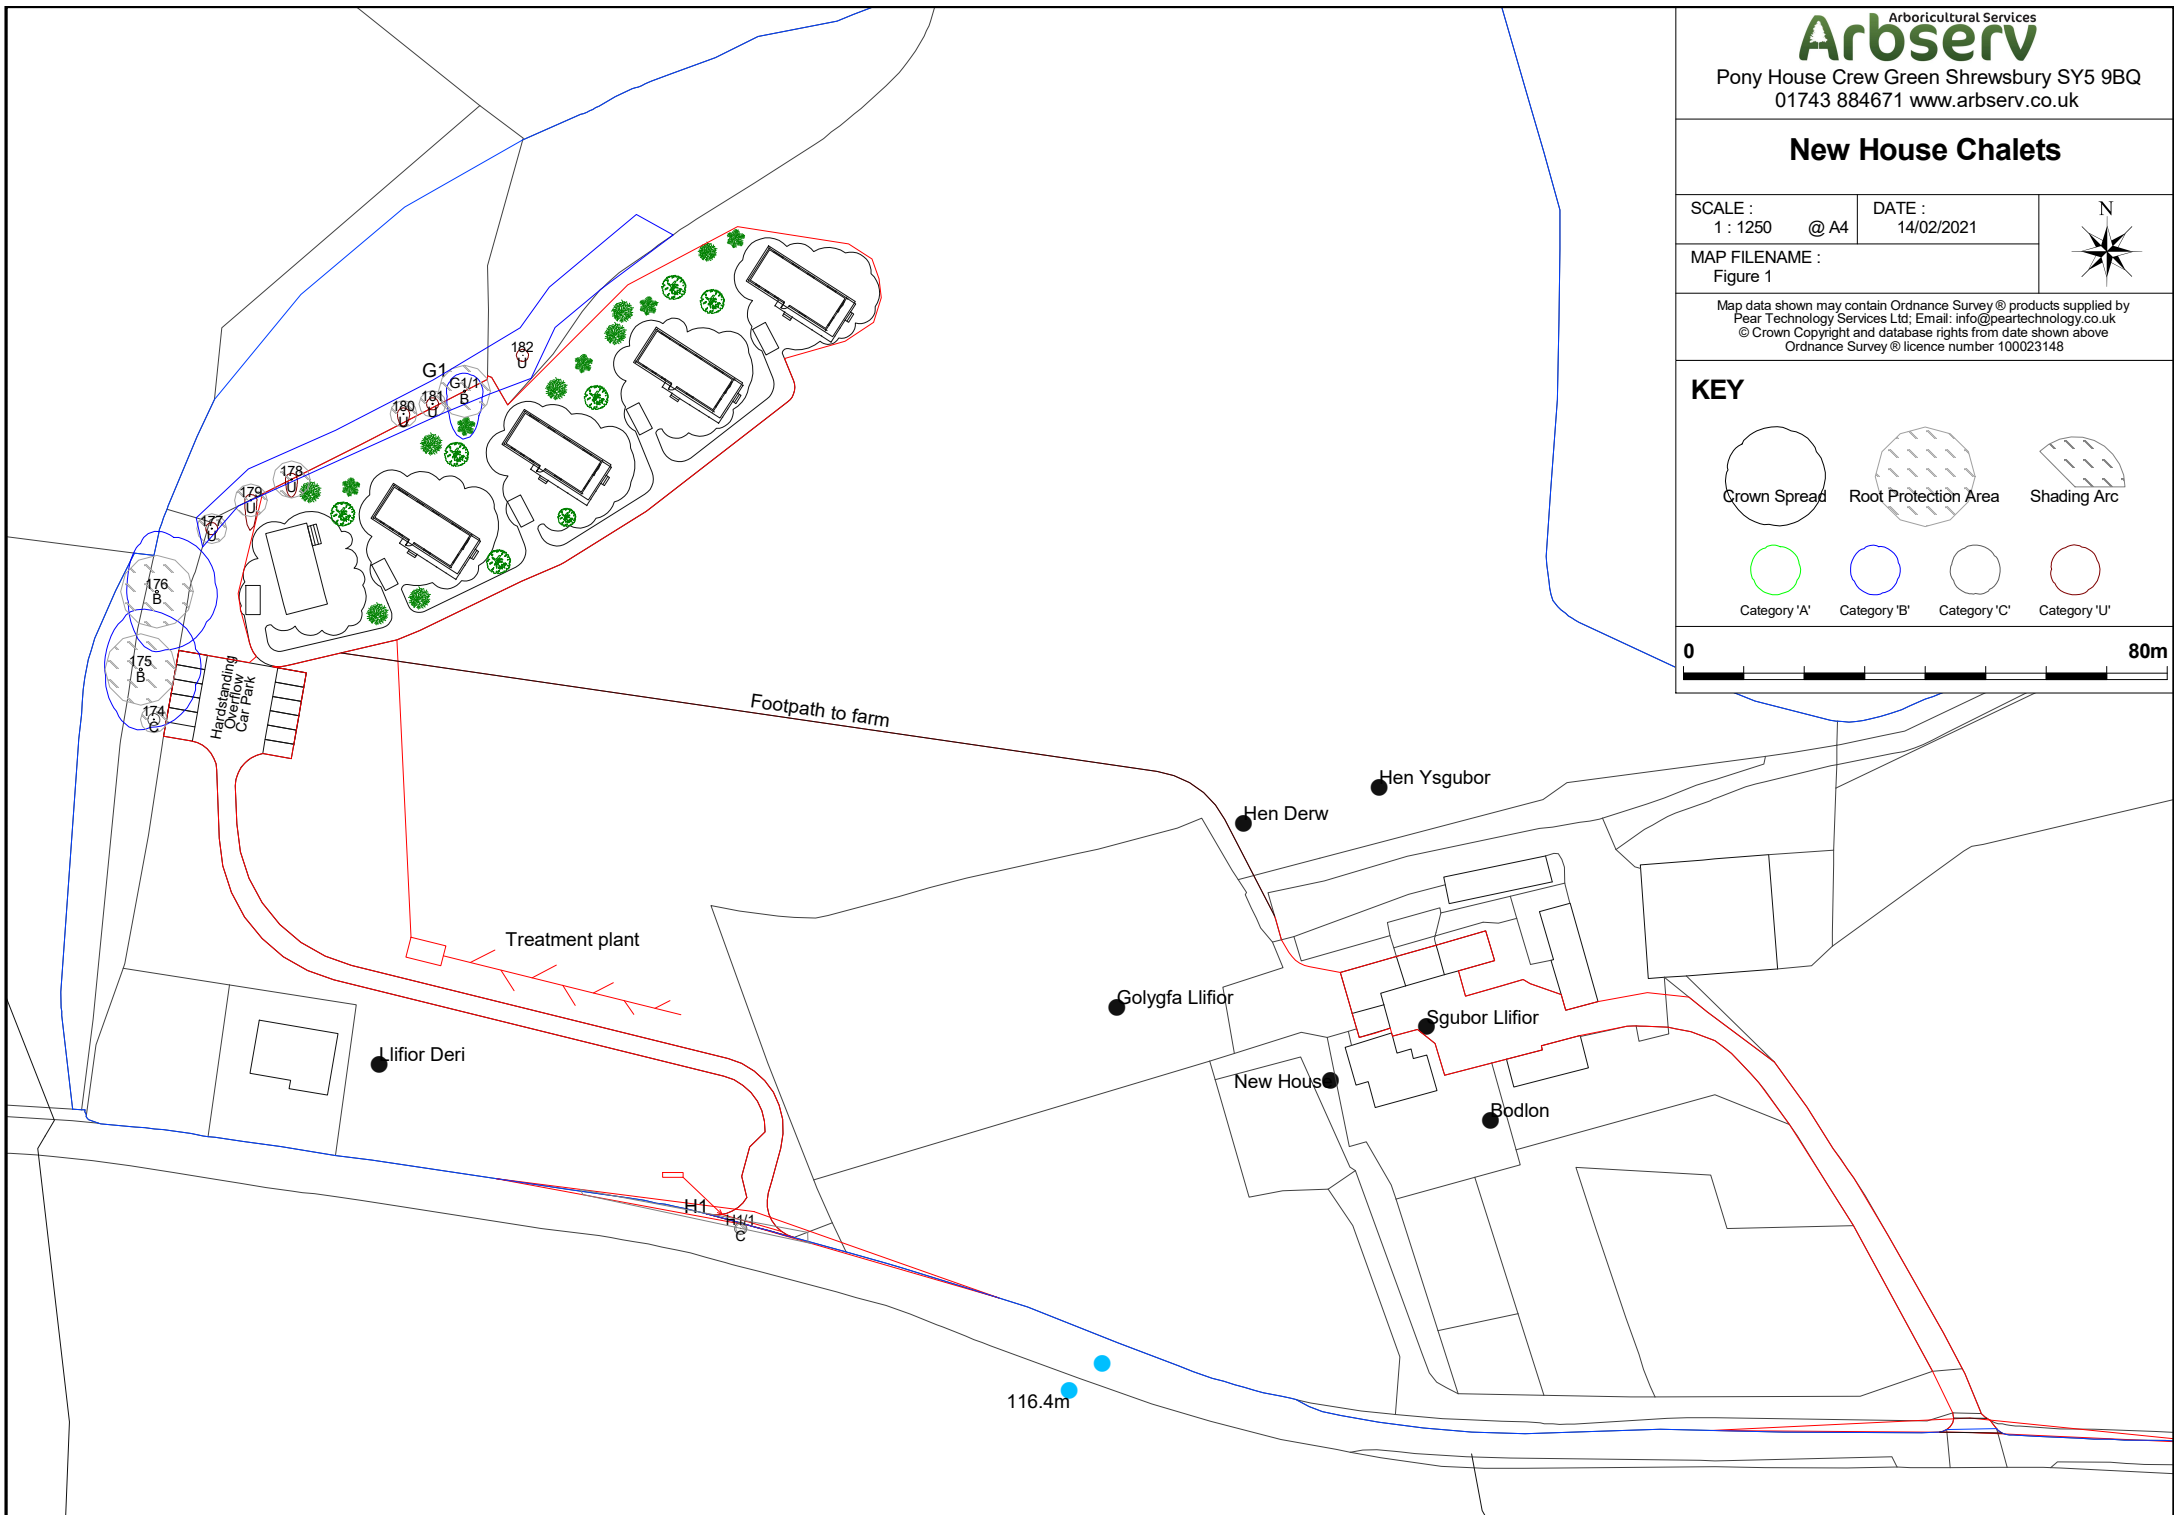 Arboricultural Services
Arbserv
Pony House Crew Green Shrewsbury SY5 9BQ
01743 884671 www.arbserv.co.uk
New House Chalets
SCALE :
1 : 1250 @ A4
DATE :
14/02/2021
N
MAP FILENAME :
Figure 1
Map data shown may contain Ordnance Survey ® products supplied by
Pear Technology Services Ltd; Email: info@peartechnology.co.uk
© Crown Copyright and database rights from date shown above
Ordnance Survey ® licence number 100023148
KEY
Crown Spread
Root Protection Area
Shading Arc
Category 'A'
Category 'B'
Category 'C'
Category 'U'
0 80m
182
U
G1
G1/1
B
181
U
180
U
178
U
179
U
177
U
176
B
175
B
174
C
Hardstanding
Overflow
Car Park
Footpath to farm
Hen Ysgubor
Hen Derw
Treatment plant
Golygfa Llifior
Sgubor Llifior
Llifior Deri
New House
Bodlon
H1
H1/1
C
116.4m